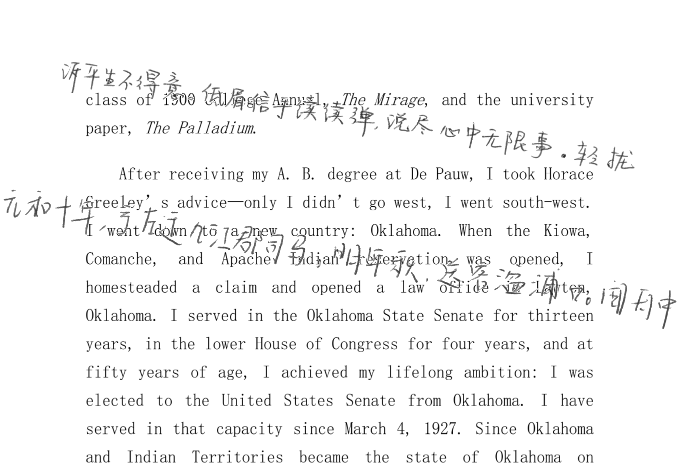 诉平生不得意 低眉信手续续弹,说尽心中无限事。轻拢
class of 1900 College Annual, The Mirage, and the university
paper, The Palladium.
After receiving my A. B. degree at De Pauw, I took Horace
Greeley's advice—only I didn't go west, I went south-west.
元和十年,予左迁九江郡司马,明年秋,送客湓浦口。闻舟中
I went down to a new country: Oklahoma. When the Kiowa,
Comanche, and Apache Indian reservation was opened, I
homesteaded a claim and opened a law office in Lawton,
Oklahoma. I served in the Oklahoma State Senate for thirteen
years, in the lower House of Congress for four years, and at
fifty years of age, I achieved my lifelong ambition: I was
elected to the United States Senate from Oklahoma. I have
served in that capacity since March 4, 1927. Since Oklahoma
and Indian Territories became the state of Oklahoma on